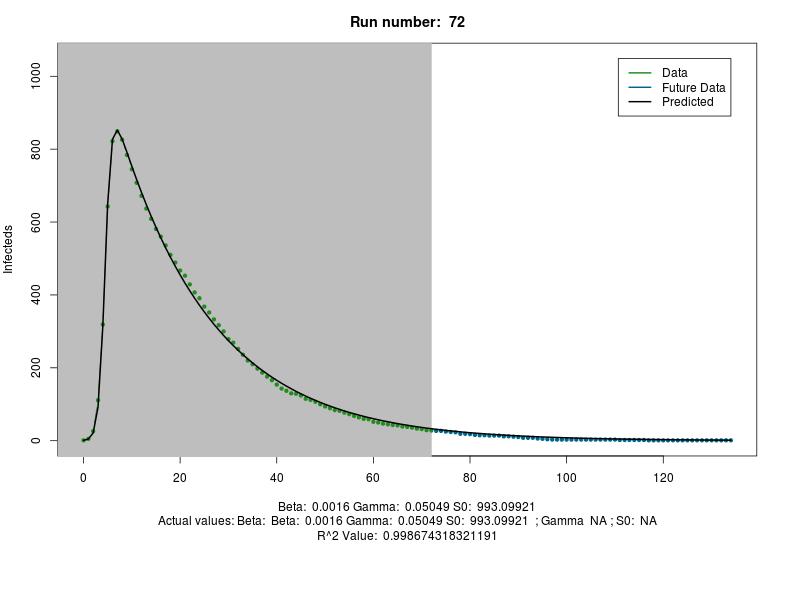 Run number: 72
Data
Future Data
Predicted
1000
800
600
400
200
0
Infecteds
0 20 40 60 80 100 120
Beta: 0.0016 Gamma: 0.05049 S0: 993.09921
Actual values: Beta: Beta: 0.0016 Gamma: 0.05049 S0: 993.09921 ; Gamma NA ; S0: NA
R^2 Value: 0.998674318321191